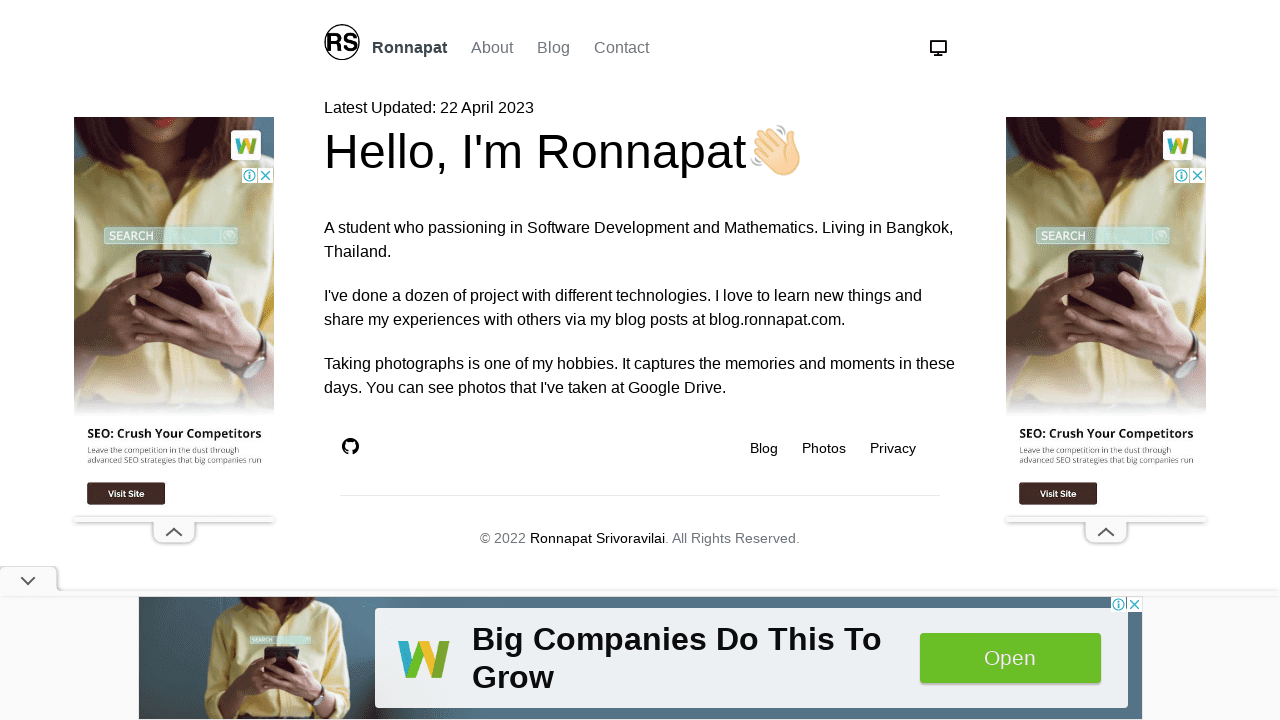 RS Ronnapat About Blog Contact
Latest Updated: 22 April 2023
Hello, I'm Ronnapat👋🏻
A student who passioning in Software Development and Mathematics. Living in Bangkok,
Thailand.
I've done a dozen of project with different technologies. I love to learn new things and
share my experiences with others via my blog posts at blog.ronnapat.com.
Taking photographs is one of my hobbies. It captures the memories and moments in these
days. You can see photos that I've taken at Google Drive.
Blog Photos Privacy
© 2022 Ronnapat Srivoravilai. All Rights Reserved.
W
SEARCH
SEO: Crush Your Competitors
Leave the competition in the dust through
advanced SEO strategies that big companies run
Visit Site
W
SEARCH
SEO: Crush Your Competitors
Leave the competition in the dust through
advanced SEO strategies that big companies run
Visit Site
SEARCH
W
Big Companies Do This To
Grow
Open